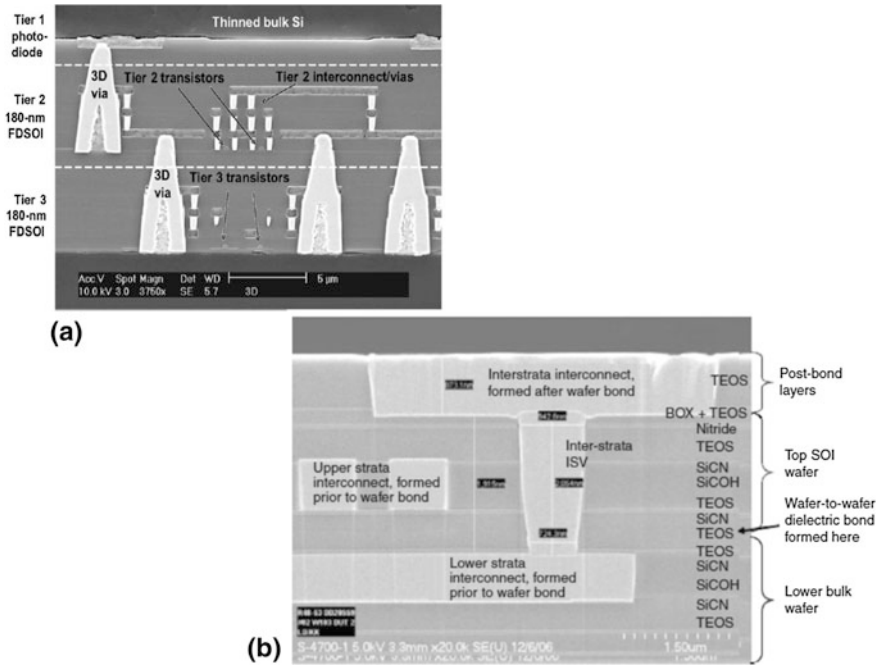 Tier 1
photo-
diode
Thinned bulk Si
3D
via
Tier 2 transistors
Tier 2 interconnect/vias
Tier 2
180-nm
FDSOI
3D
via
Tier 3 transistors
Tier 3
180-nm
FDSOI
Acc.V Spot Magn Det WD 5 µm
10.0 kV 3.0 3750x SE 5.7 3D
(a)
Interstrata interconnect,
formed after wafer bond
TEOS
Post-bond
layers
BOX + TEOS
Nitride
TEOS
Inter-strata
ISV
Upper strata
interconnect, formed
prior to wafer bond
SiCN
SiCOH
TEOS
SiCN
TEOS
Top SOI
wafer
Wafer-to-wafer
dielectric bond
formed here
Lower strata
interconnect, formed
prior to wafer bond
TEOS
SiCN
SiCOH
SiCN
TEOS
Lower bulk
wafer
S-4700-1 5.0kV 3.3mm x20.0k SE(U) 12/6/06 1.50um
(b)